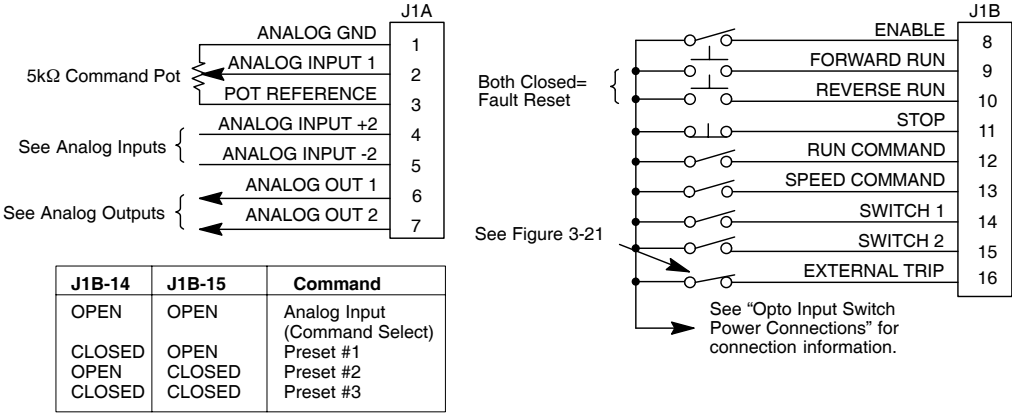 J1A
ANALOG GND 1
5kΩ Command Pot ANALOG INPUT 1 2
POT REFERENCE 3
See Analog Inputs ANALOG INPUT +2 4
ANALOG INPUT -2 5
See Analog Outputs ANALOG OUT 1 6
ANALOG OUT 2 7
J1B-14 J1B-15 Command
OPEN OPEN Analog Input
(Command Select)
CLOSED OPEN Preset #1
OPEN CLOSED Preset #2
CLOSED CLOSED Preset #3
J1B
ENABLE 8
Both Closed=
Fault Reset
FORWARD RUN 9
REVERSE RUN 10
STOP 11
RUN COMMAND 12
SPEED COMMAND 13
SWITCH 1 14
See Figure 3-21
SWITCH 2 15
EXTERNAL TRIP 16
See “Opto Input Switch
Power Connections” for
connection information.